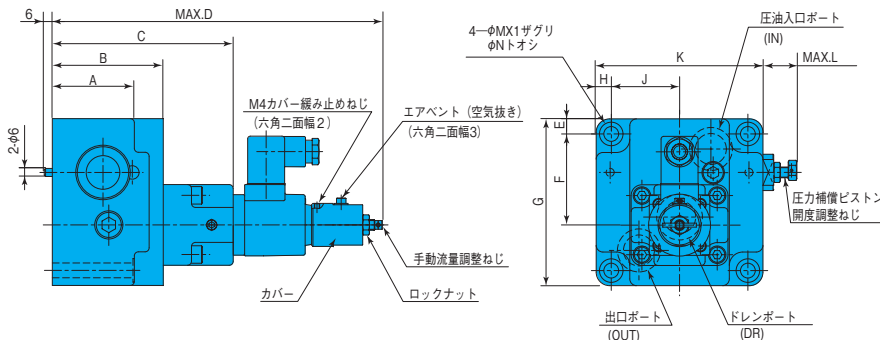 6
MAX.D
C
B
A
2-φ6
M4カバー緩み止めねじ
(六角二面幅2)
エアベント (空気抜き)
(六角二面幅3)
手動流量調整ねじ
ロックナット
カバー
4—φMX1ザグリ
φNトオシ
圧油入口ポート
(IN)
K
MAX.L
H
J
E
F
G
圧力補償ピストン
開度調整ねじ
出口ポート
(OUT)
ドレンポート
(DR)